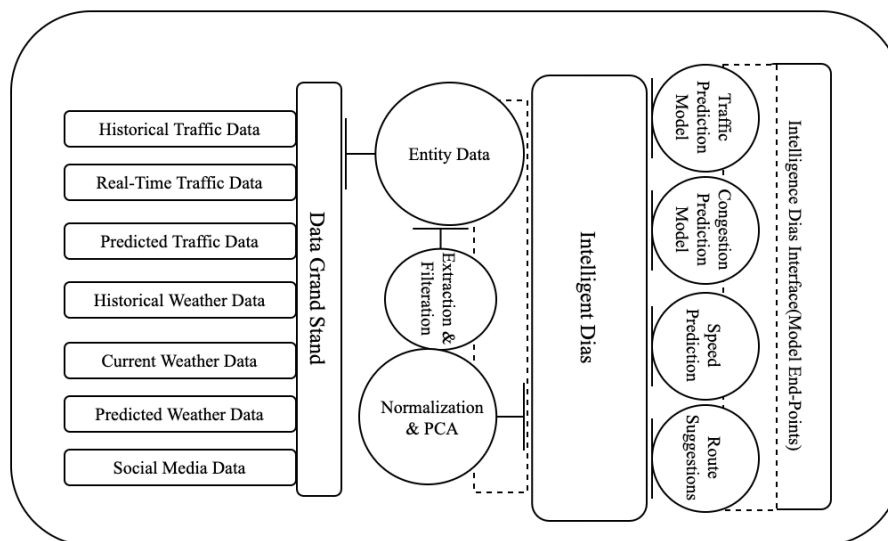 Historical Traffic Data
Real-Time Traffic Data
Predicted Traffic Data
Historical Weather Data
Current Weather Data
Predicted Weather Data
Social Media Data
Data Grand Stand
Entity Data
Extraction &
Filteration
Normalization
& PCA
Intelligent Dias
Traffic
Prediction
Model
Congestion
Prediction
Model
Speed
Prediction
Route
Suggestions
Intelligence Dias Interface(Model End-Points)